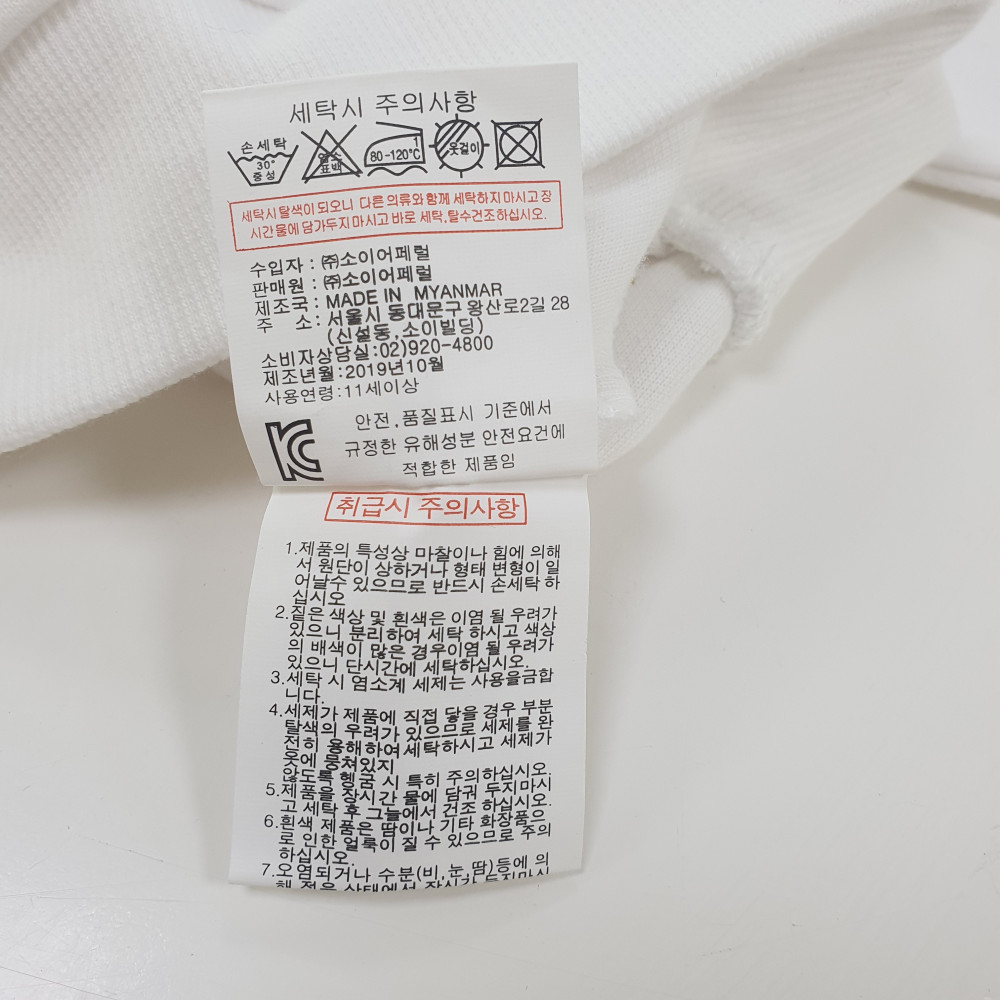 세탁시 주의사항
손세탁
30°
중성
염소
표백
1
80-120°C
옷걸이
세탁시 탈색이 되오니 다른 의류와 함께 세탁하지 마시고 장
시간 물에 담가두지 마시고 바로 세탁,탈수건조 하십시오.
수입자 : ㈜소이어페럴
판매원 : ㈜소이어페럴
제조국 : MADE IN MYANMAR
주 소 : 서울시 동대문구 왕산로2길 28
(신설동,소이빌딩)
소비자상담실:02)920-4800
제조년월:2019년10월
사용연령:11세이상
안전,품질표시 기준에서
규정한 유해성분 안전요건에
적합한 제품임
취급시 주의사항
1.제품의 특성상 마찰이나 힘에 의해
서 원단이 상하거나 형태 변형이 일
어날수 있으므로 반드시 손세탁 하
십시오
2.짙은 색상 및 흰색은 이염 될 우려가
있으니 분리하여 세탁 하시고 색상
의 배색이 많은 경우이염 될 우려가
있으니 단시간에 세탁하십시오.
3.세탁 시 염소계 세제는 사용을금합
니다.
4.세제가 제품에 직접 닿을 경우 부분
탈색의 우려가 있으므로 세제를 완
전히 용해하여 세탁하시고 세제가
옷에 뭉쳐있지
않도록 헹굼 시 특히 주의하십시오.
5.제품을 장시간 물에 담궈 두지마시
고 세탁 후 그늘에서 건조 하십시오.
6.흰색 제품은 땀이나 기타 화장품으
로 인한 얼룩이 질 수 있으므로 주의
하십시오.
7.오염되거나 수분(비,눈,땀)등에 의
해 젖은 상태에서 장시간 두지마시